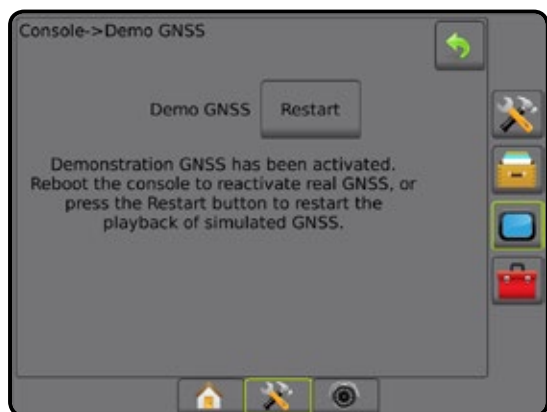 Console->Demo GNSS
Demo GNSS Restart
Demonstration GNSS has been activated.
Reboot the console to reactivate real GNSS, or
press the Restart button to restart the
playback of simulated GNSS.